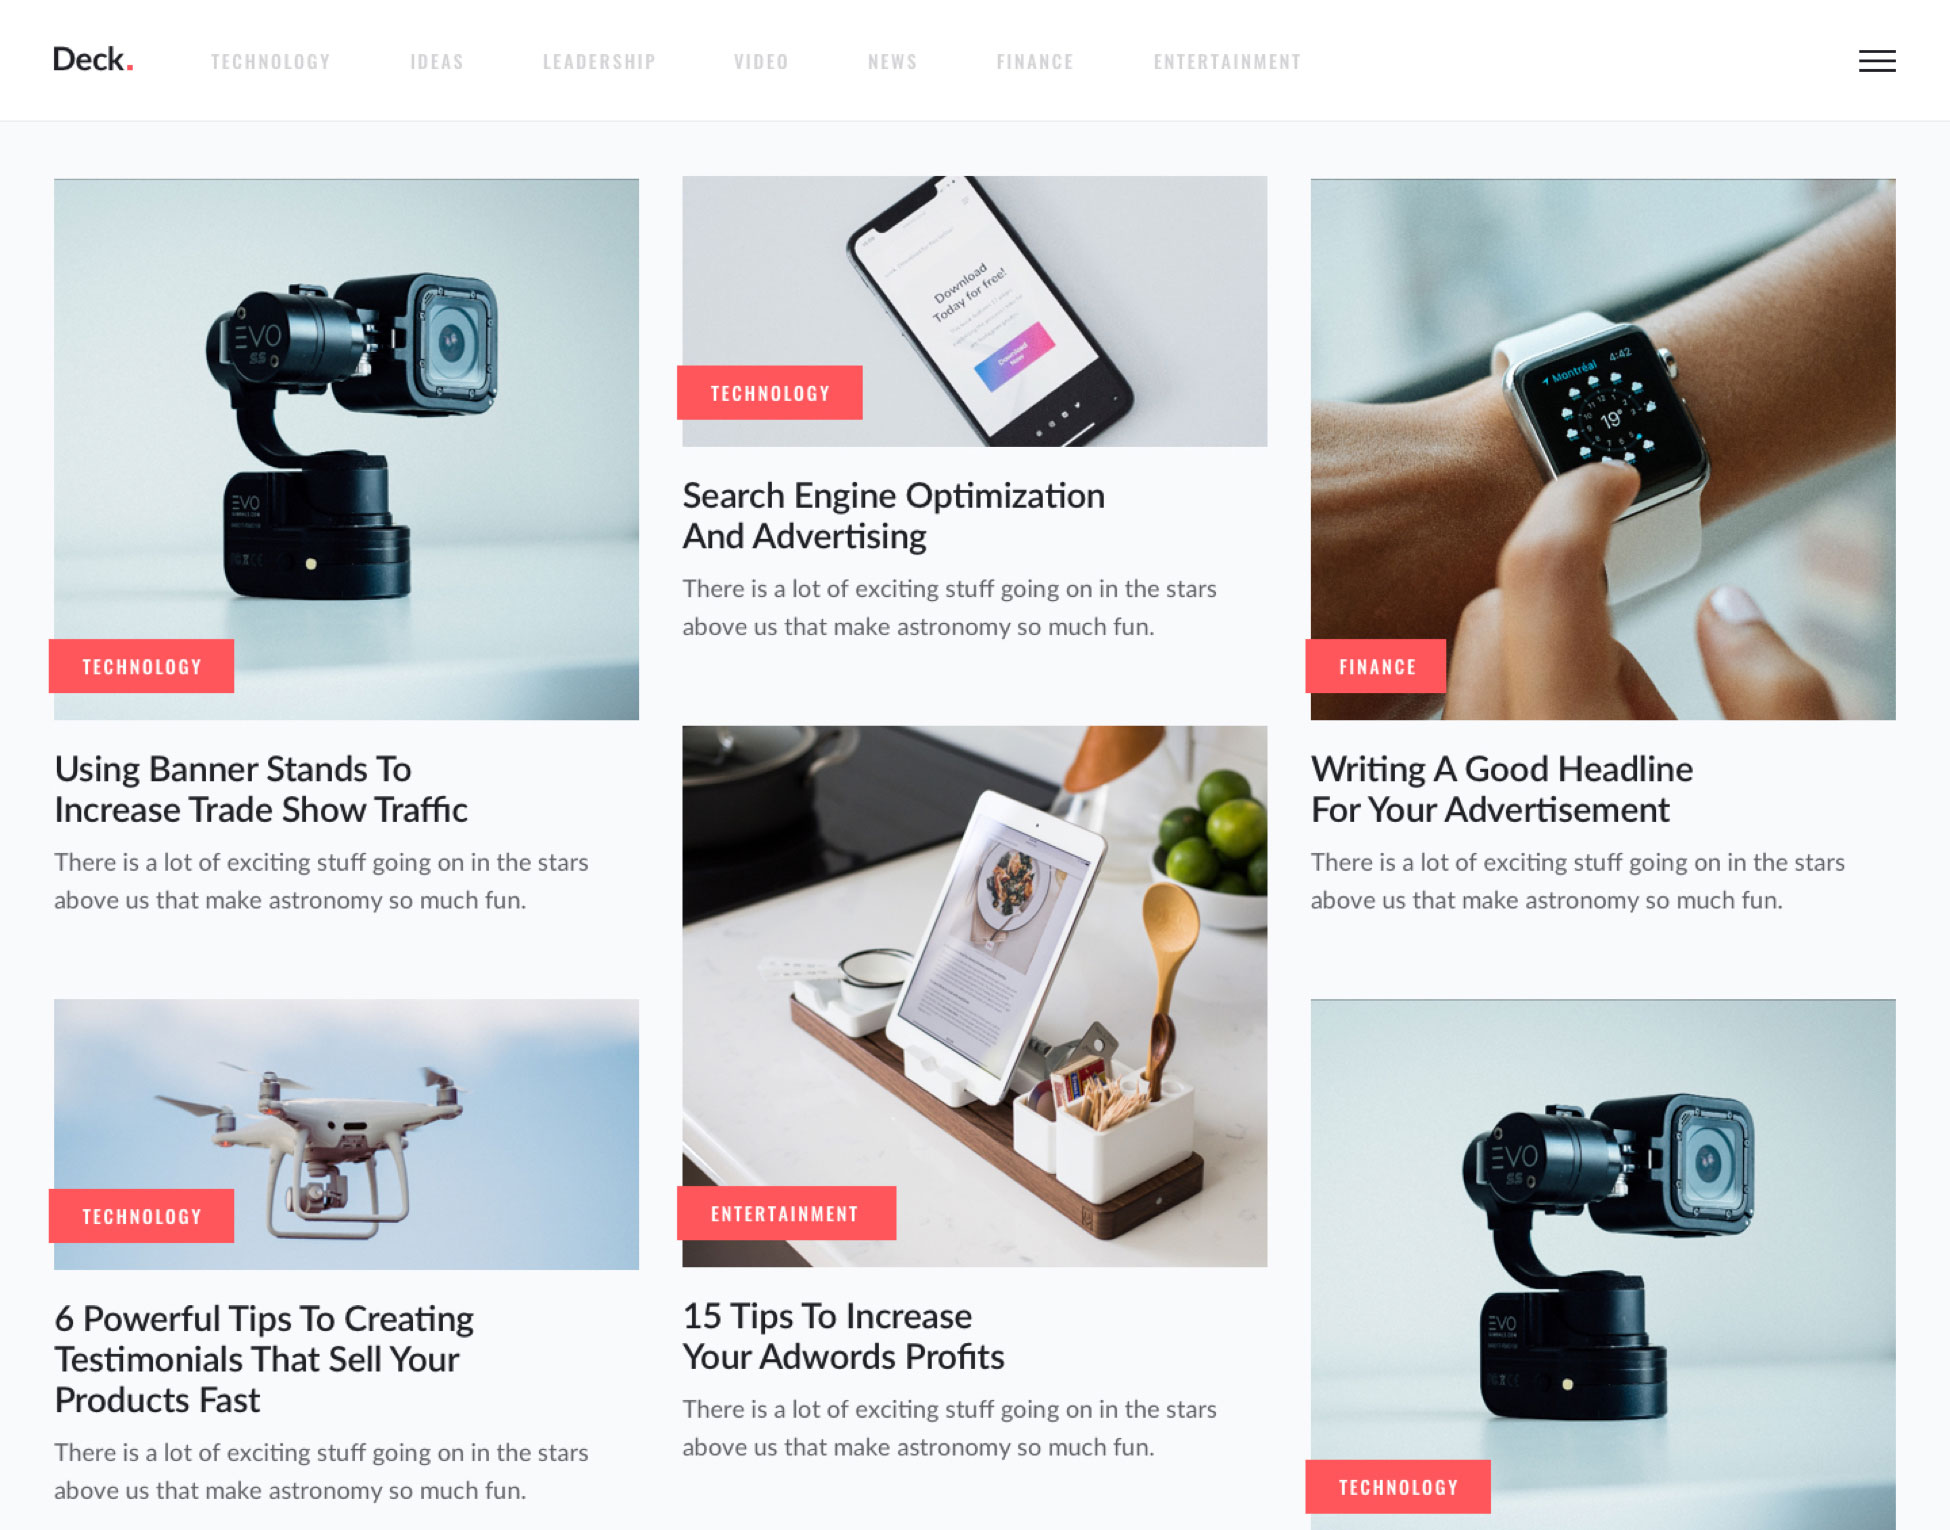 Deck.
TECHNOLOGY
IDEAS
LEADERSHIP
VIDEO
NEWS
FINANCE
ENTERTAINMENT
EVO
SS
EVO
TECHNOLOGY
Using Banner Stands To
Increase Trade Show Traffic
There is a lot of exciting stuff going on in the stars
above us that make astronomy so much fun.
TECHNOLOGY
6 Powerful Tips To Creating
Testimonials That Sell Your
Products Fast
There is a lot of exciting stuff going on in the stars
above us that make astronomy so much fun.
Download
Today for free!
Download
Now
TECHNOLOGY
Search Engine Optimization
And Advertising
There is a lot of exciting stuff going on in the stars
above us that make astronomy so much fun.
ENTERTAINMENT
15 Tips To Increase
Your Adwords Profits
There is a lot of exciting stuff going on in the stars
above us that make astronomy so much fun.
Montréal 4:42
19°
FINANCE
Writing A Good Headline
For Your Advertisement
There is a lot of exciting stuff going on in the stars
above us that make astronomy so much fun.
EVO
SS
EVO
TECHNOLOGY